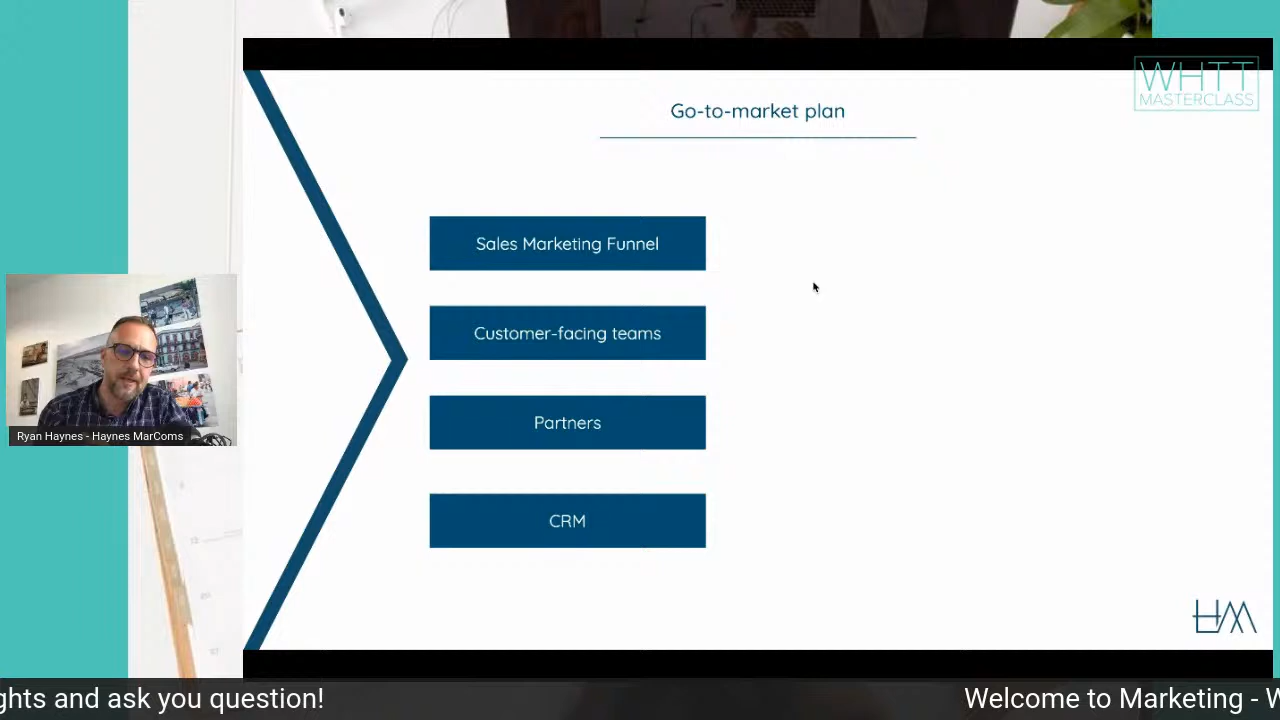 WHTT
MASTERCLASS
Go-to-market plan
Sales Marketing Funnel
Customer-facing teams
Partners
CRM
Ryan Haynes - Haynes MarComs
HM
ghts and ask you question!
Welcome to Marketing - W